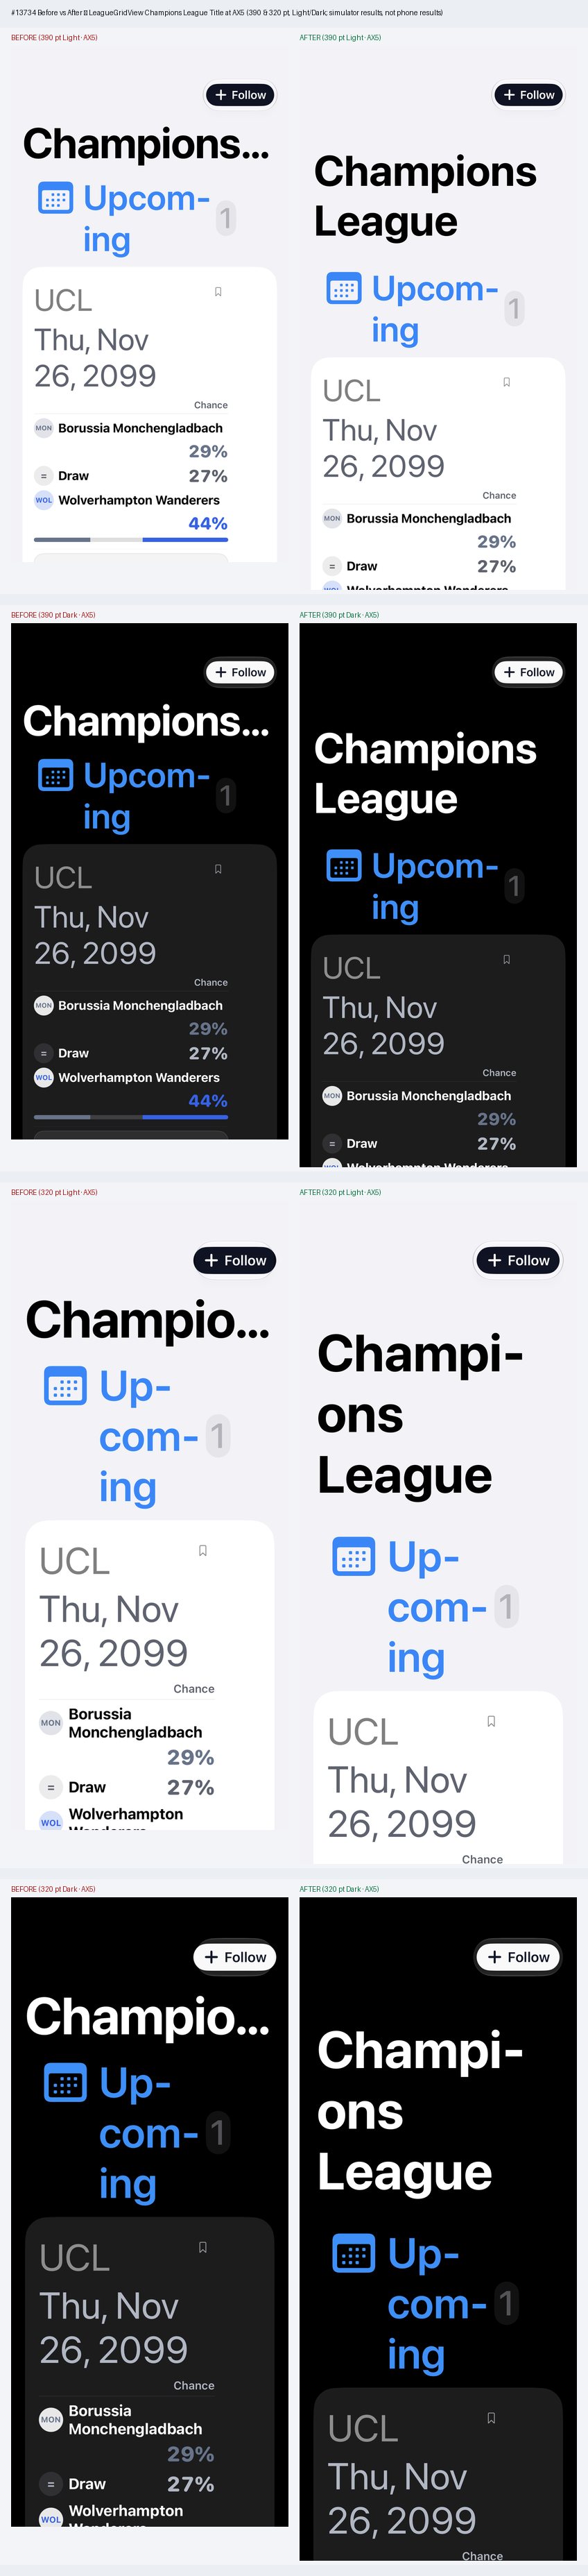 #13734 Before vs After LeagueGridView Champions League Title at AX5 (390 & 320 pt, Light/Dark; simulator results, not phone results)
BEFORE (390 pt Light · AX5)
+ Follow
Champions...
Upcom-
ing
1
UCL
Thu, Nov
26, 2099
Chance
MON Borussia Monchengladbach
29%
= Draw 27%
WOL Wolverhampton Wanderers
44%
AFTER (390 pt Light · AX5)
+ Follow
Champions
League
Upcom-
ing
1
UCL
Thu, Nov
26, 2099
Chance
MON Borussia Monchengladbach
29%
= Draw 27%
WOL Wolverhampton Wanderers
BEFORE (390 pt Dark · AX5)
+ Follow
Champions...
Upcom-
ing
1
UCL
Thu, Nov
26, 2099
Chance
MON Borussia Monchengladbach
29%
= Draw 27%
WOL Wolverhampton Wanderers
44%
AFTER (390 pt Dark · AX5)
+ Follow
Champions
League
Upcom-
ing
1
UCL
Thu, Nov
26, 2099
Chance
MON Borussia Monchengladbach
29%
= Draw 27%
WOL Wolverhampton Wanderers
BEFORE (320 pt Light · AX5)
+ Follow
Champio...
Up-
com-
ing
1
UCL
Thu, Nov
26, 2099
Chance
MON Borussia
Monchengladbach
29%
= Draw 27%
WOL Wolverhampton
Wanderers
AFTER (320 pt Light · AX5)
+ Follow
Champi-
ons
League
Up-
com-
ing
1
UCL
Thu, Nov
26, 2099
Chance
BEFORE (320 pt Dark · AX5)
+ Follow
Champio...
Up-
com-
ing
1
UCL
Thu, Nov
26, 2099
Chance
MON Borussia
Monchengladbach
29%
= Draw 27%
WOL Wolverhampton
Wanderers
AFTER (320 pt Dark · AX5)
+ Follow
Champi-
ons
League
Up-
com-
ing
1
UCL
Thu, Nov
26, 2099
Chance